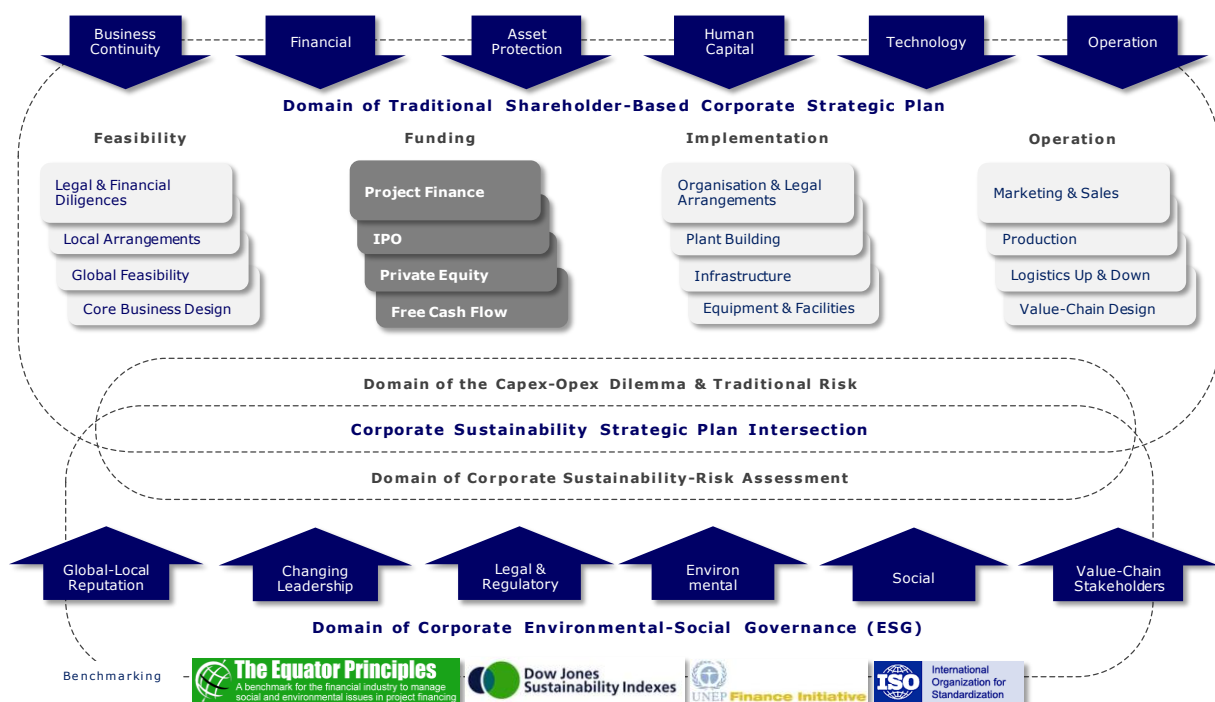 Business
Continuity
Financial
Asset
Protection
Human
Capital
Technology
Operation
Domain of Traditional Shareholder-Based Corporate Strategic Plan
Feasibility
Funding
Implementation
Operation
Legal & Financial
Diligences
Local Arrangements
Global Feasibility
Core Business Design
Project Finance
IPO
Private Equity
Free Cash Flow
Organisation & Legal
Arrangements
Plant Building
Infrastructure
Equipment & Facilities
Marketing & Sales
Production
Logistics Up & Down
Value-Chain Design
Domain of the Capex-Opex Dilemma & Traditional Risk
Corporate Sustainability Strategic Plan Intersection
Domain of Corporate Sustainability-Risk Assessment
Global-Local
Reputation
Changing
Leadership
Legal &
Regulatory
Environ
mental
Social
Value-Chain
Stakeholders
Domain of Corporate Environmental-Social Governance (ESG)
Benchmarking
The Equator Principles
A benchmark for the financial industry to manage
social and environmental issues in project financing
Dow Jones
Sustainability Indexes
UNEP Finance Initiative
ISO
International
Organization for
Standardization